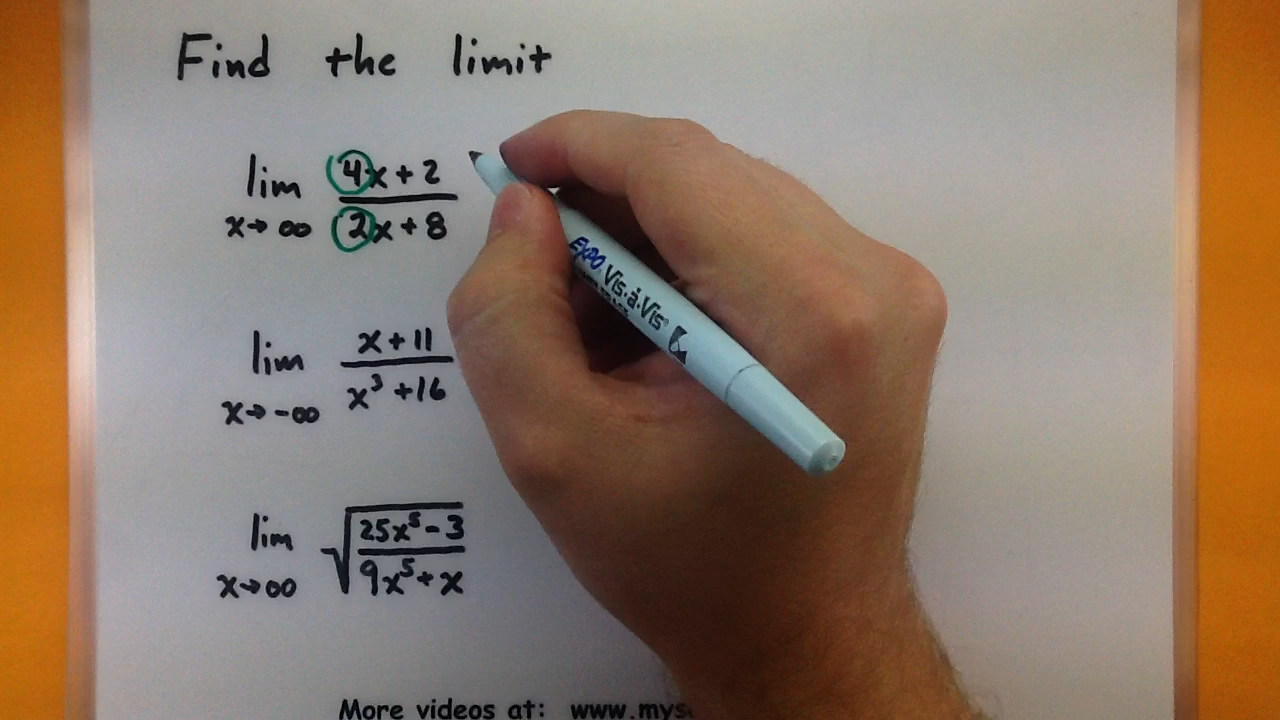 Find the limit
lim 4x + 2
x→∞ 2x + 8
lim x + 11
x→-∞ x³ + 16
lim √ 25x⁵ - 3
x→∞ 9x⁵ + x
EXPO Vis·à·Vis®
More videos at: www.mys